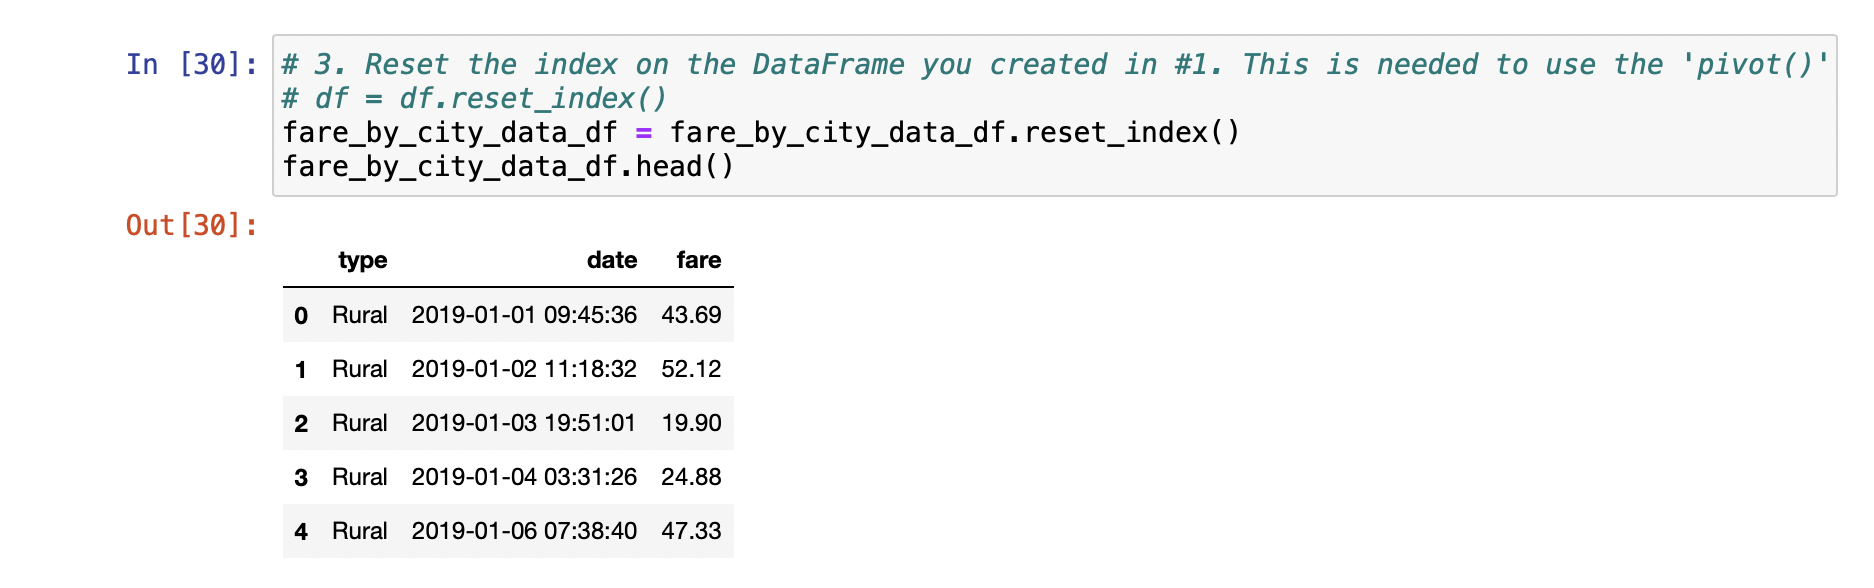 In [30]: # 3. Reset the index on the DataFrame you created in #1. This is needed to use the 'pivot()'
# df = df.reset_index()
fare_by_city_data_df = fare_by_city_data_df.reset_index()
fare_by_city_data_df.head()
Out[30]:
type date fare
0 Rural 2019-01-01 09:45:36 43.69
1 Rural 2019-01-02 11:18:32 52.12
2 Rural 2019-01-03 19:51:01 19.90
3 Rural 2019-01-04 03:31:26 24.88
4 Rural 2019-01-06 07:38:40 47.33